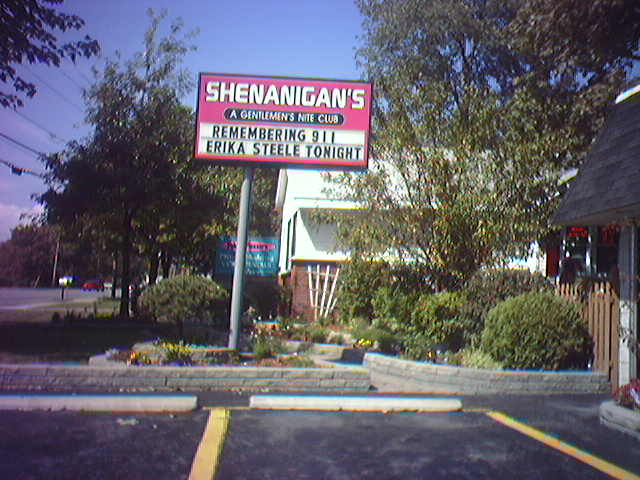 SHENANIGAN'S
A GENTLEMEN'S NITE CLUB
REMEMBERING 911
ERIKA STEELE TONIGHT